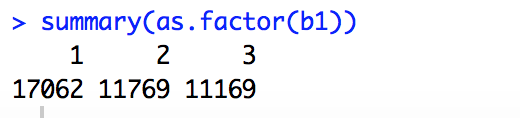 > summary(as.factor(b1))
1 2 3
17062 11769 11169